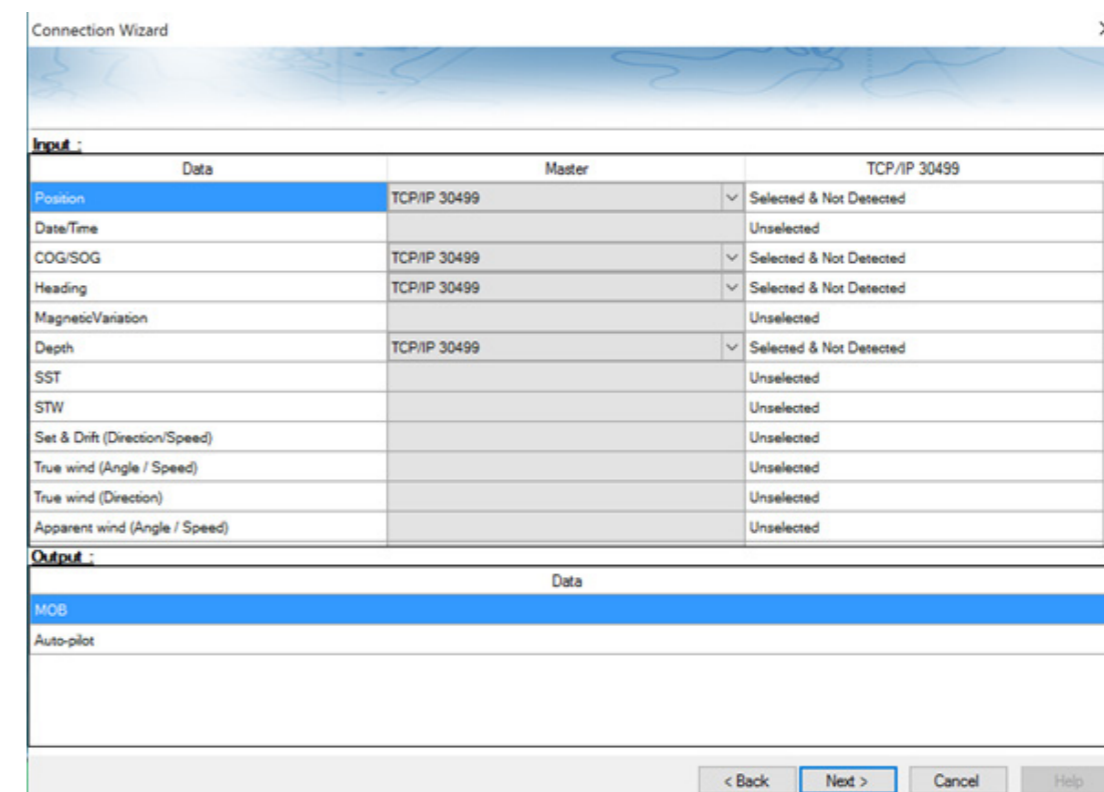 Connection Wizard
Input :
Data Master TCP/IP 30499
Position TCP/IP 30499 Selected & Not Detected
Date/Time Unselected
COG/SOG TCP/IP 30499 Selected & Not Detected
Heading TCP/IP 30499 Selected & Not Detected
MagneticVariation Unselected
Depth TCP/IP 30499 Selected & Not Detected
SST Unselected
STW Unselected
Set & Drift (Direction/Speed) Unselected
True wind (Angle / Speed) Unselected
True wind (Direction) Unselected
Apparent wind (Angle / Speed) Unselected
Output :
Data
MOB
Auto-pilot
< Back Next > Cancel Help